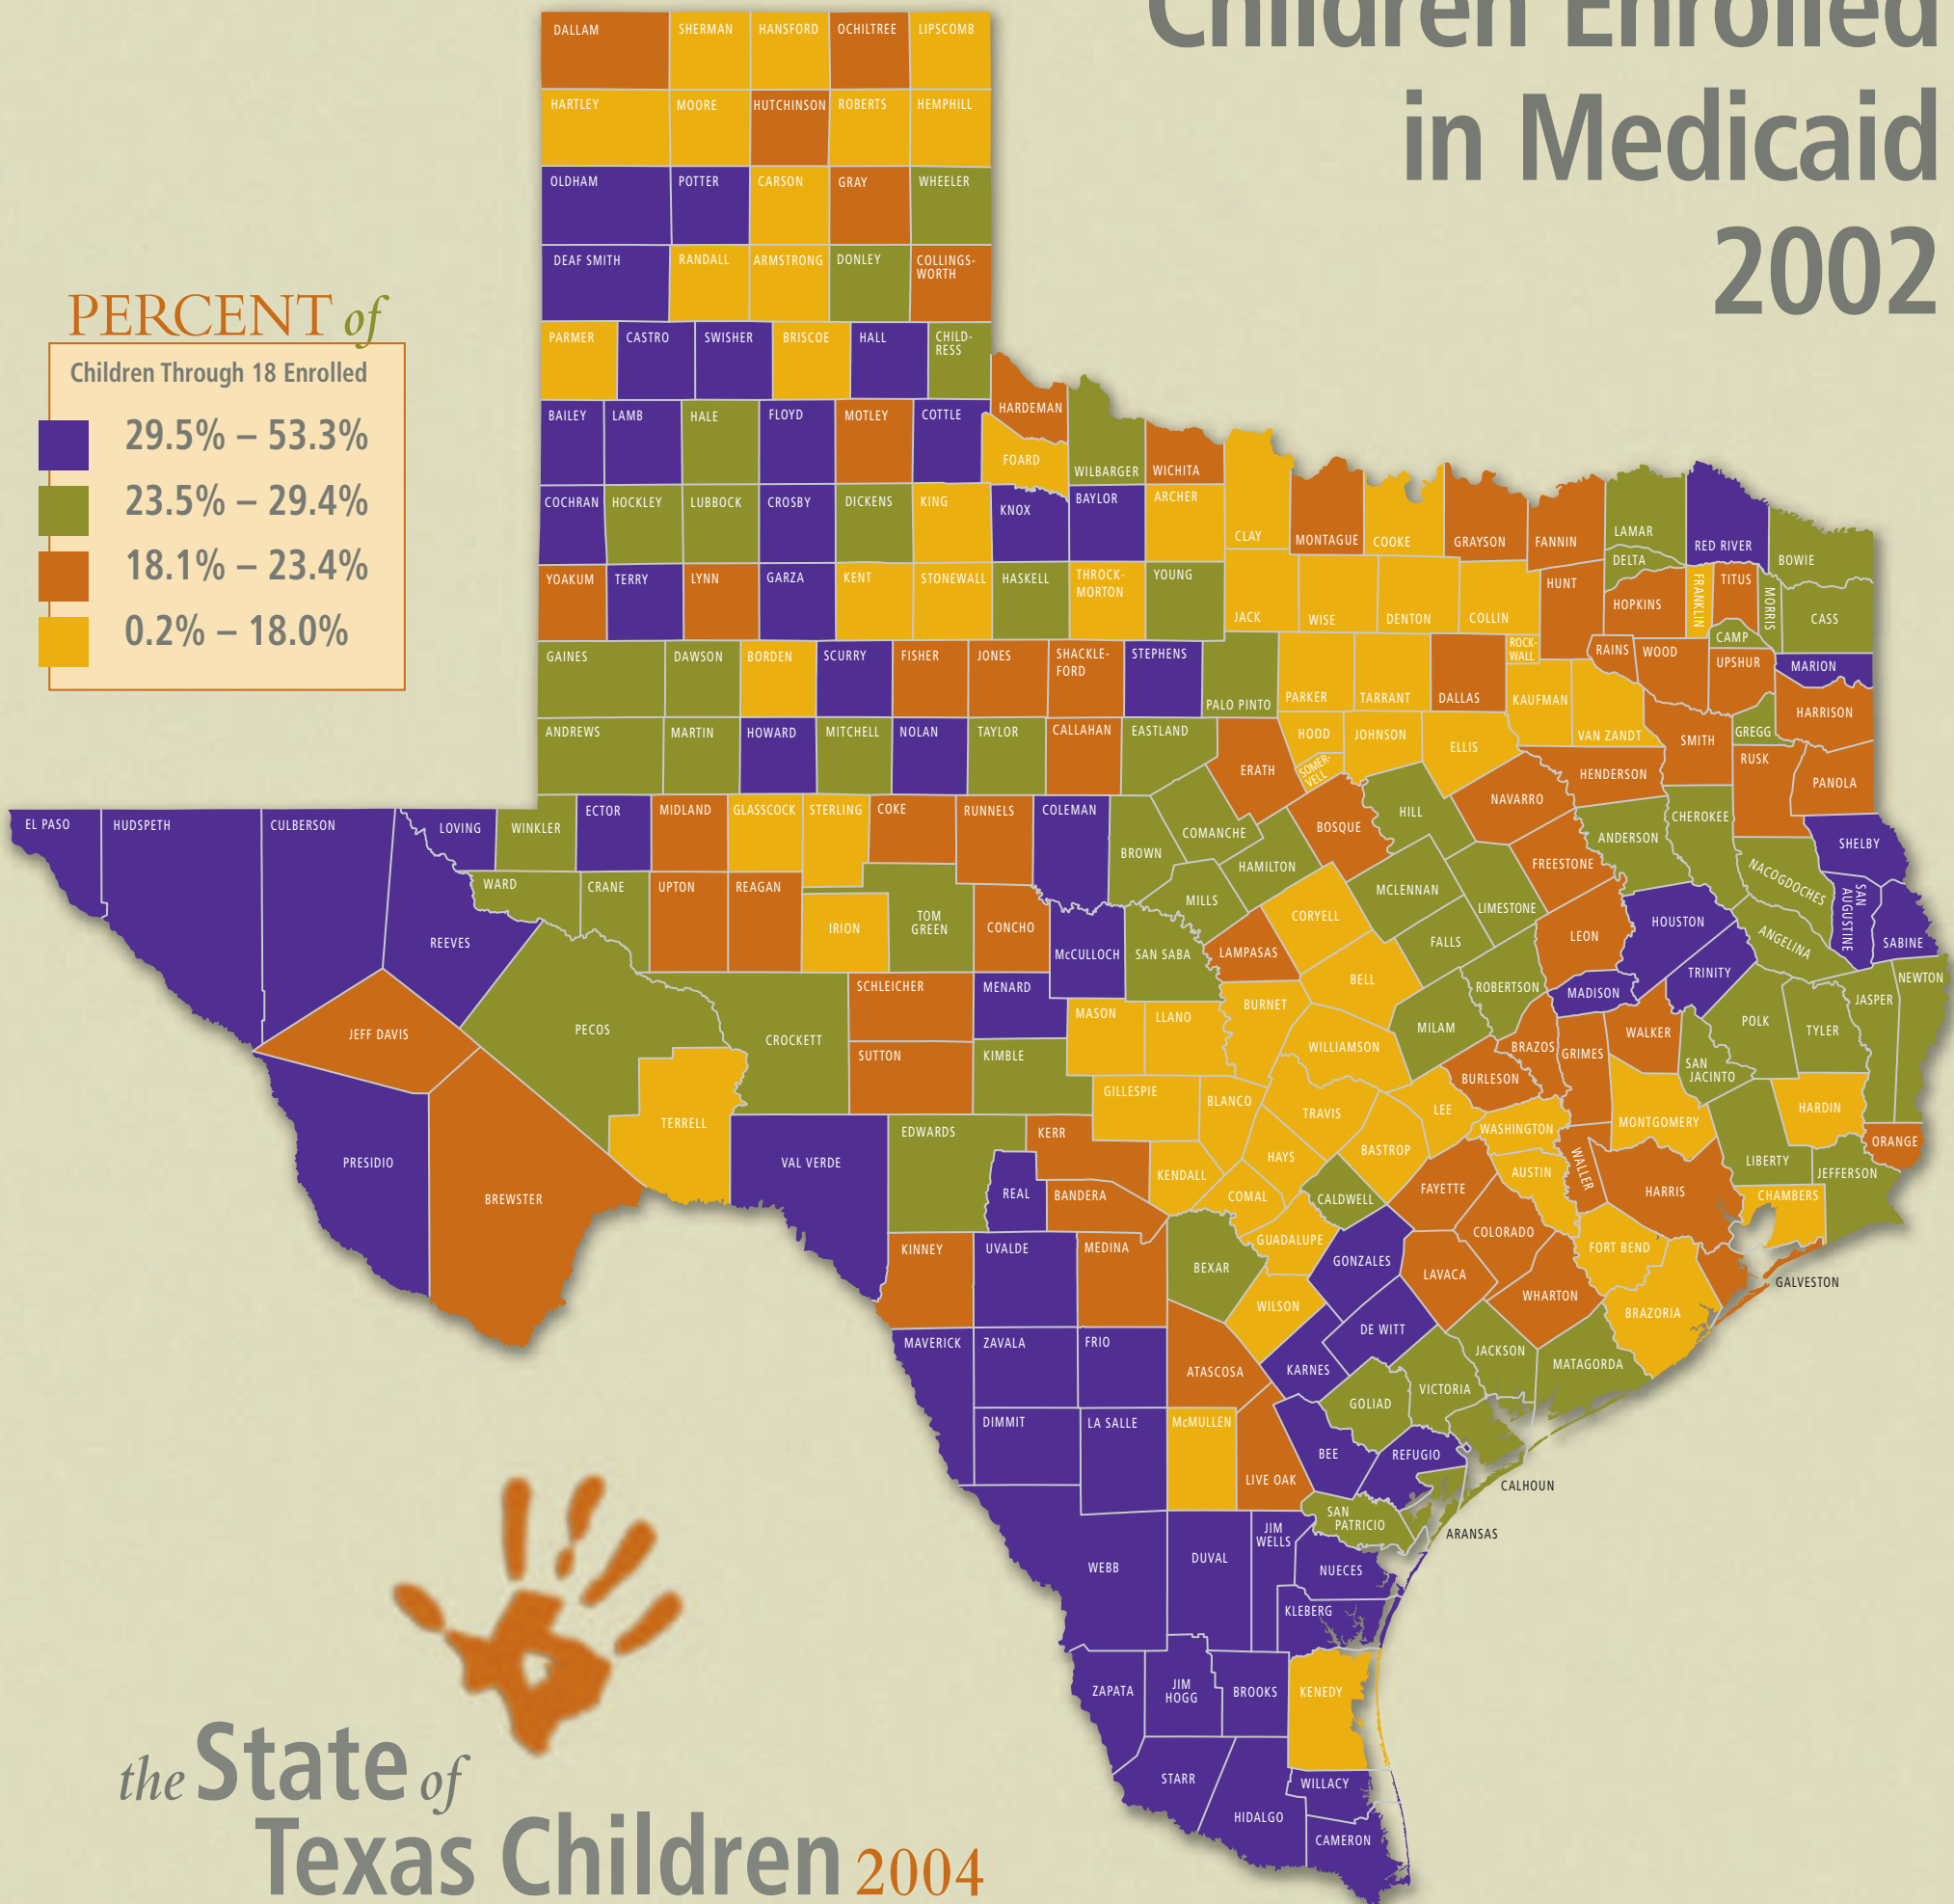 Children Enrolled
in Medicaid
2002
PERCENT of
Children Through 18 Enrolled
29.5% – 53.3%
23.5% – 29.4%
18.1% – 23.4%
0.2% – 18.0%
DALLAM SHERMAN HANSFORD OCHILTREE LIPSCOMB
HARTLEY MOORE HUTCHINSON ROBERTS HEMPHILL
OLDHAM POTTER CARSON GRAY WHEELER
DEAF SMITH RANDALL ARMSTRONG DONLEY COLLINGS-
WORTH
PARMER CASTRO SWISHER BRISCOE HALL CHILD-
RESS
BAILEY LAMB HALE FLOYD MOTLEY COTTLE HARDEMAN
FOARD WILBARGER WICHITA
COCHRAN HOCKLEY LUBBOCK CROSBY DICKENS KING KNOX BAYLOR ARCHER
CLAY MONTAGUE COOKE GRAYSON FANNIN LAMAR RED RIVER BOWIE
DELTA
YOAKUM TERRY LYNN GARZA KENT STONEWALL HASKELL THROCK-
MORTON YOUNG
JACK WISE DENTON COLLIN HUNT HOPKINS FRANKLIN TITUS MORRIS CASS
CAMP
GAINES DAWSON BORDEN SCURRY FISHER JONES SHACKLE-
FORD STEPHENS
PALO PINTO PARKER TARRANT DALLAS ROCK-
WALL KAUFMAN RAINS WOOD UPSHUR MARION
VAN ZANDT HARRISON
ANDREWS MARTIN HOWARD MITCHELL NOLAN TAYLOR CALLAHAN EASTLAND
ERATH HOOD JOHNSON ELLIS SMITH GREGG
SOMER-
VELL HENDERSON RUSK PANOLA
NAVARRO
EL PASO HUDSPETH CULBERSON LOVING WINKLER ECTOR MIDLAND GLASSCOCK STERLING COKE RUNNELS COLEMAN
BROWN COMANCHE HAMILTON BOSQUE HILL ANDERSON CHEROKEE SHELBY
FREESTONE NACOGDOCHES
REEVES WARD CRANE UPTON REAGAN IRION TOM
GREEN CONCHO McCULLOCH SAN SABA MILLS
LAMPASAS CORYELL McLENNAN LIMESTONE FALLS LEON HOUSTON ANGELINA SAN
AUGUSTINE SABINE
TRINITY NEWTON
JEFF DAVIS PECOS CROCKETT SCHLEICHER MENARD
MASON LLANO BURNET BELL ROBERTSON MADISON JASPER
MILAM WALKER POLK TYLER
SUTTON KIMBLE WILLIAMSON BRAZOS GRIMES SAN
JACINTO
BURLESON
PRESIDIO BREWSTER TERRELL VAL VERDE EDWARDS KERR GILLESPIE BLANCO TRAVIS LEE WASHINGTON MONTGOMERY HARDIN
ORANGE
REAL BANDERA KENDALL HAYS BASTROP AUSTIN WALLER LIBERTY JEFFERSON
COMAL CALDWELL FAYETTE HARRIS CHAMBERS
KINNEY UVALDE MEDINA BEXAR GUADALUPE GONZALES COLORADO FORT BEND
LAVACA GALVESTON
WILSON WHARTON BRAZORIA
MAVERICK ZAVALA FRIO ATASCOSA KARNES DE WITT JACKSON MATAGORDA
GOLIAD VICTORIA
DIMMIT LA SALLE McMULLEN LIVE OAK BEE REFUGIO CALHOUN
SAN
PATRICIO ARANSAS
WEBB DUVAL JIM
WELLS NUECES
KLEBERG
ZAPATA JIM
HOGG BROOKS KENEDY
STARR HIDALGO WILLACY
CAMERON
the State of
Texas Children 2004